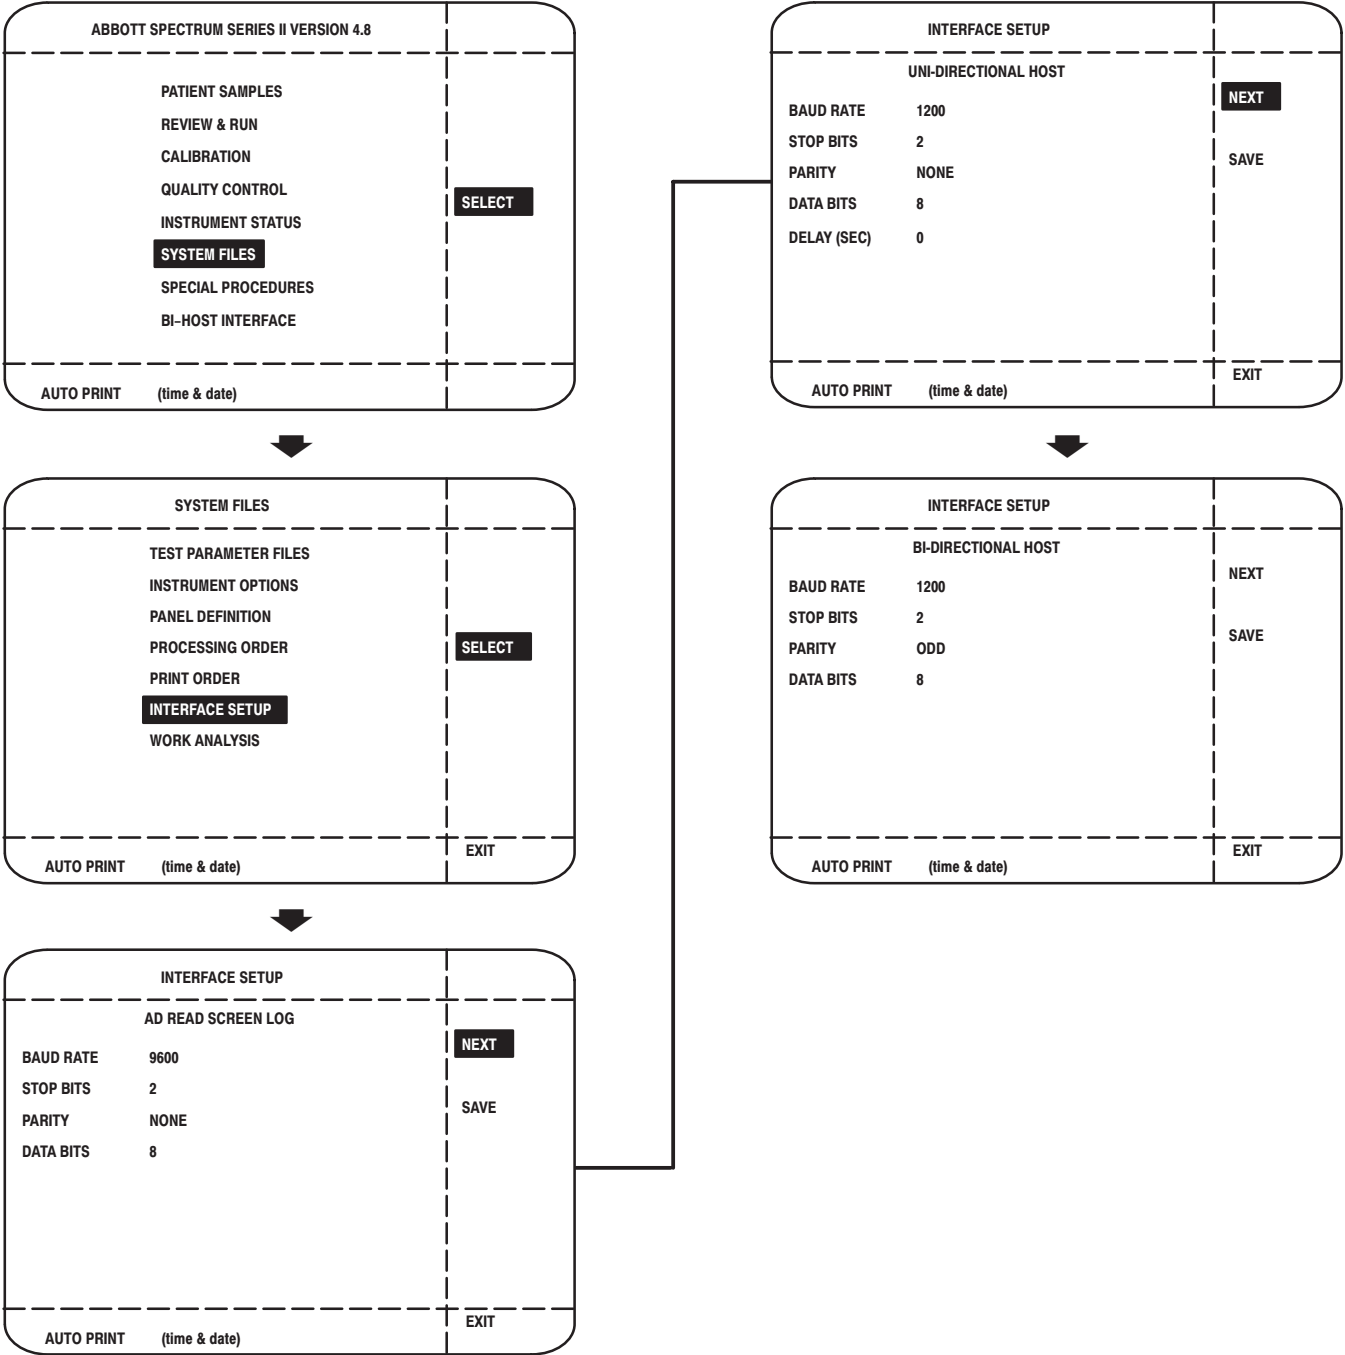 ABBOTT SPECTRUM SERIES II VERSION 4.8
PATIENT SAMPLES
REVIEW & RUN
CALIBRATION
QUALITY CONTROL
INSTRUMENT STATUS
SYSTEM FILES
SPECIAL PROCEDURES
BI–HOST INTERFACE
SELECT
AUTO PRINT (time & date)
SYSTEM FILES
TEST PARAMETER FILES
INSTRUMENT OPTIONS
PANEL DEFINITION
PROCESSING ORDER
PRINT ORDER
INTERFACE SETUP
WORK ANALYSIS
SELECT
EXIT
AUTO PRINT (time & date)
INTERFACE SETUP
AD READ SCREEN LOG
BAUD RATE 9600
STOP BITS 2
PARITY NONE
DATA BITS 8
NEXT
SAVE
EXIT
AUTO PRINT (time & date)
INTERFACE SETUP
UNI-DIRECTIONAL HOST
BAUD RATE 1200
STOP BITS 2
PARITY NONE
DATA BITS 8
DELAY (SEC) 0
NEXT
SAVE
EXIT
AUTO PRINT (time & date)
INTERFACE SETUP
BI-DIRECTIONAL HOST
BAUD RATE 1200
STOP BITS 2
PARITY ODD
DATA BITS 8
NEXT
SAVE
EXIT
AUTO PRINT (time & date)